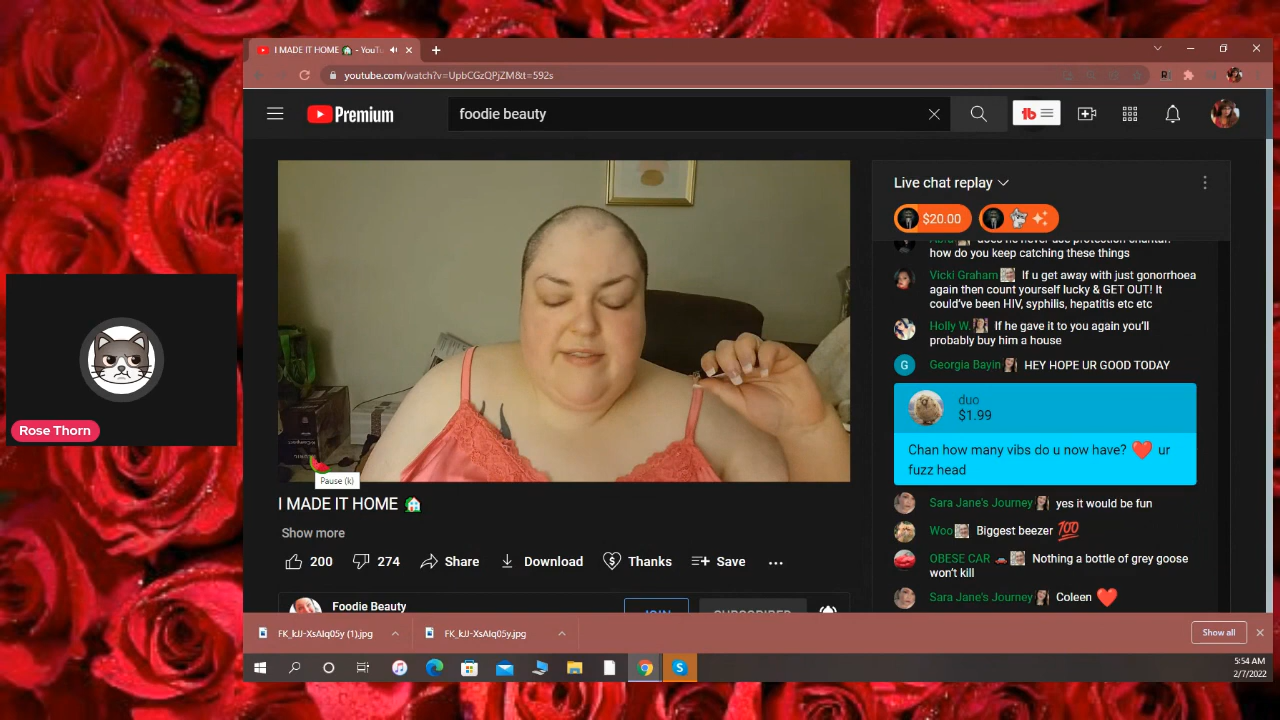 I MADE IT HOME 🏠 - YouTu
youtube.com/watch?v=UpbCGzQPjZM&t=592s
Premium
foodie beauty
Live chat replay
$20.00
how do you keep catching these things
Vicki Graham If u get away with just gonorrhoea
again then count yourself lucky & GET OUT! It
could've been HIV, syphilis, hepatitis etc etc
Holly W. If he gave it to you again you'll
probably buy him a house
G Georgia Bayin HEY HOPE UR GOOD TODAY
duo
$1.99
Chan how many vibs do u now have? ❤️ ur
fuzz head
Sara Jane's Journey yes it would be fun
Woo Biggest beezer 💯
OBESE CAR 🚗 Nothing a bottle of grey goose
won't kill
Sara Jane's Journey Coleen ❤️
Rose Thorn
Pause (k)
I MADE IT HOME 🏠
Show more
200 274 Share Download Thanks Save ...
Foodie Beauty
JOIN SUBSCRIBED
FK_kJJ-XsAIq05y (1).jpg
FK_kJJ-XsAIq05y.jpg
Show all
5:54 AM
2/7/2022